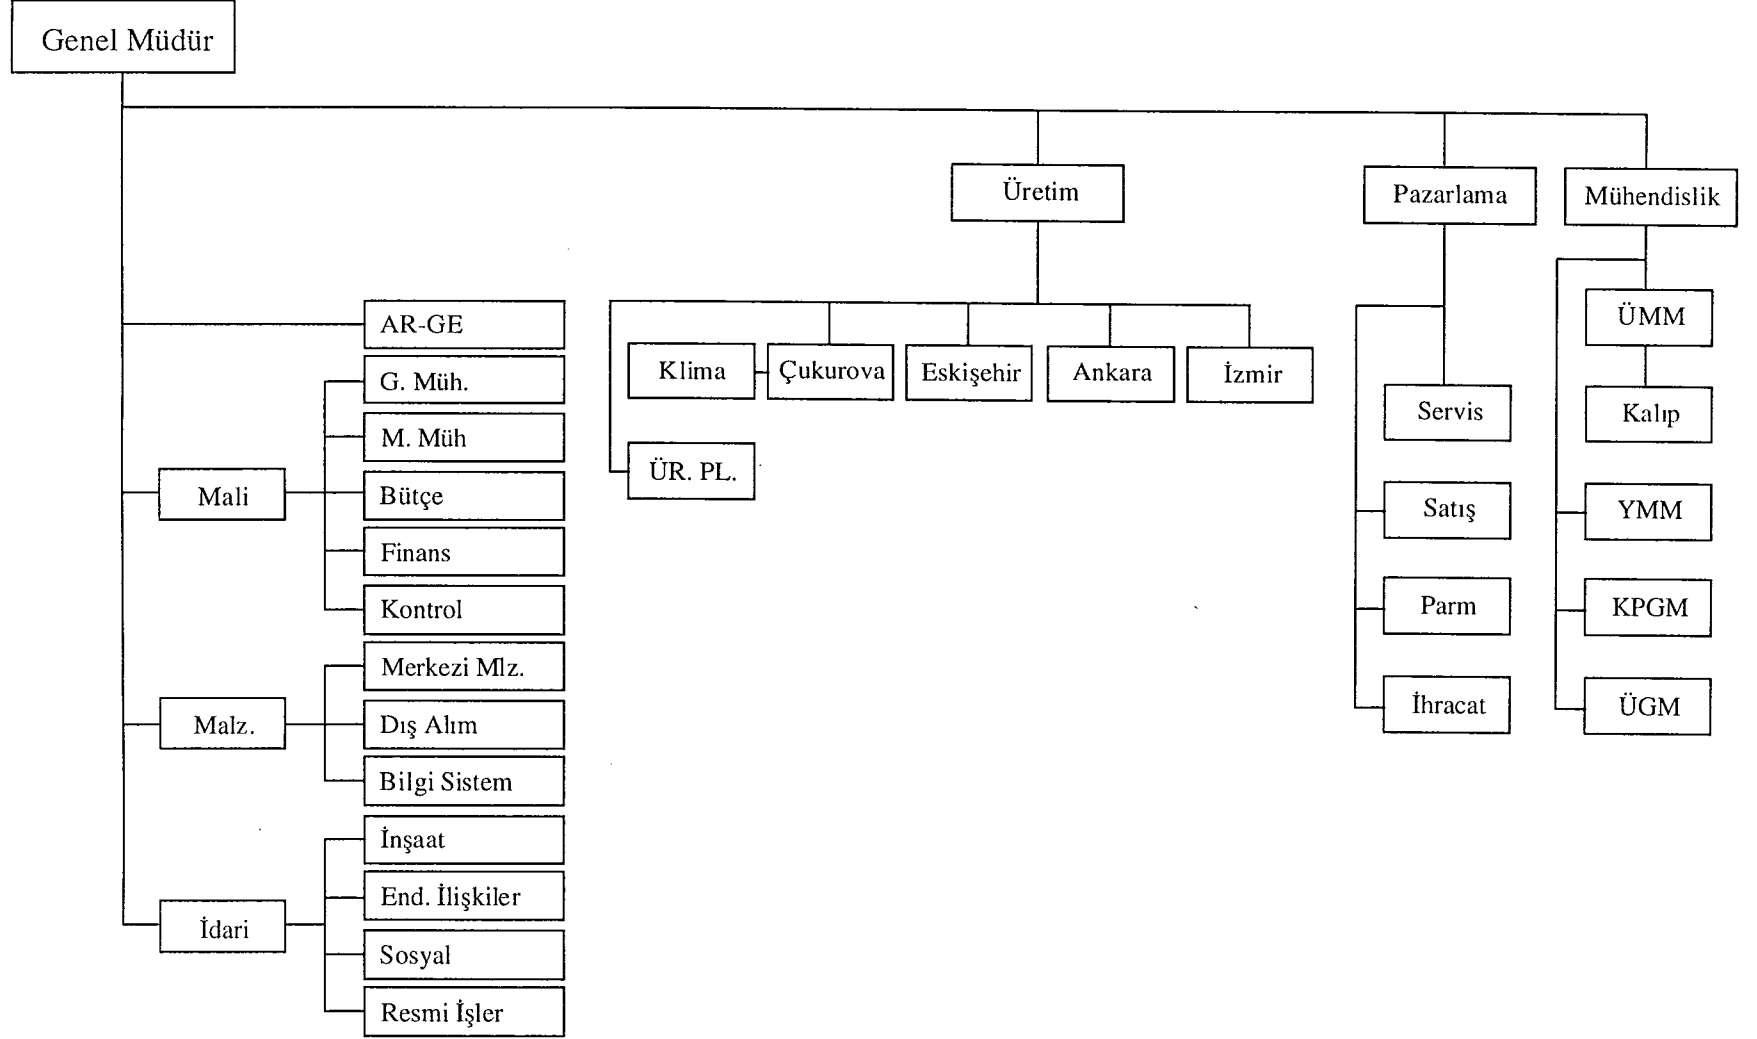 Genel Müdür
Üretim
Pazarlama
Mühendislik
AR-GE
G. Müh.
M. Müh
Bütçe
Finans
Kontrol
Mali
Merkezi Mlz.
Dış Alım
Bilgi Sistem
Malz.
İnşaat
End. İlişkiler
Sosyal
Resmi İşler
İdari
Klima
Çukurova
Eskişehir
Ankara
İzmir
ÜR. PL.
Servis
Satış
Parm
İhracat
ÜMM
Kalıp
YMM
KPGM
ÜGM